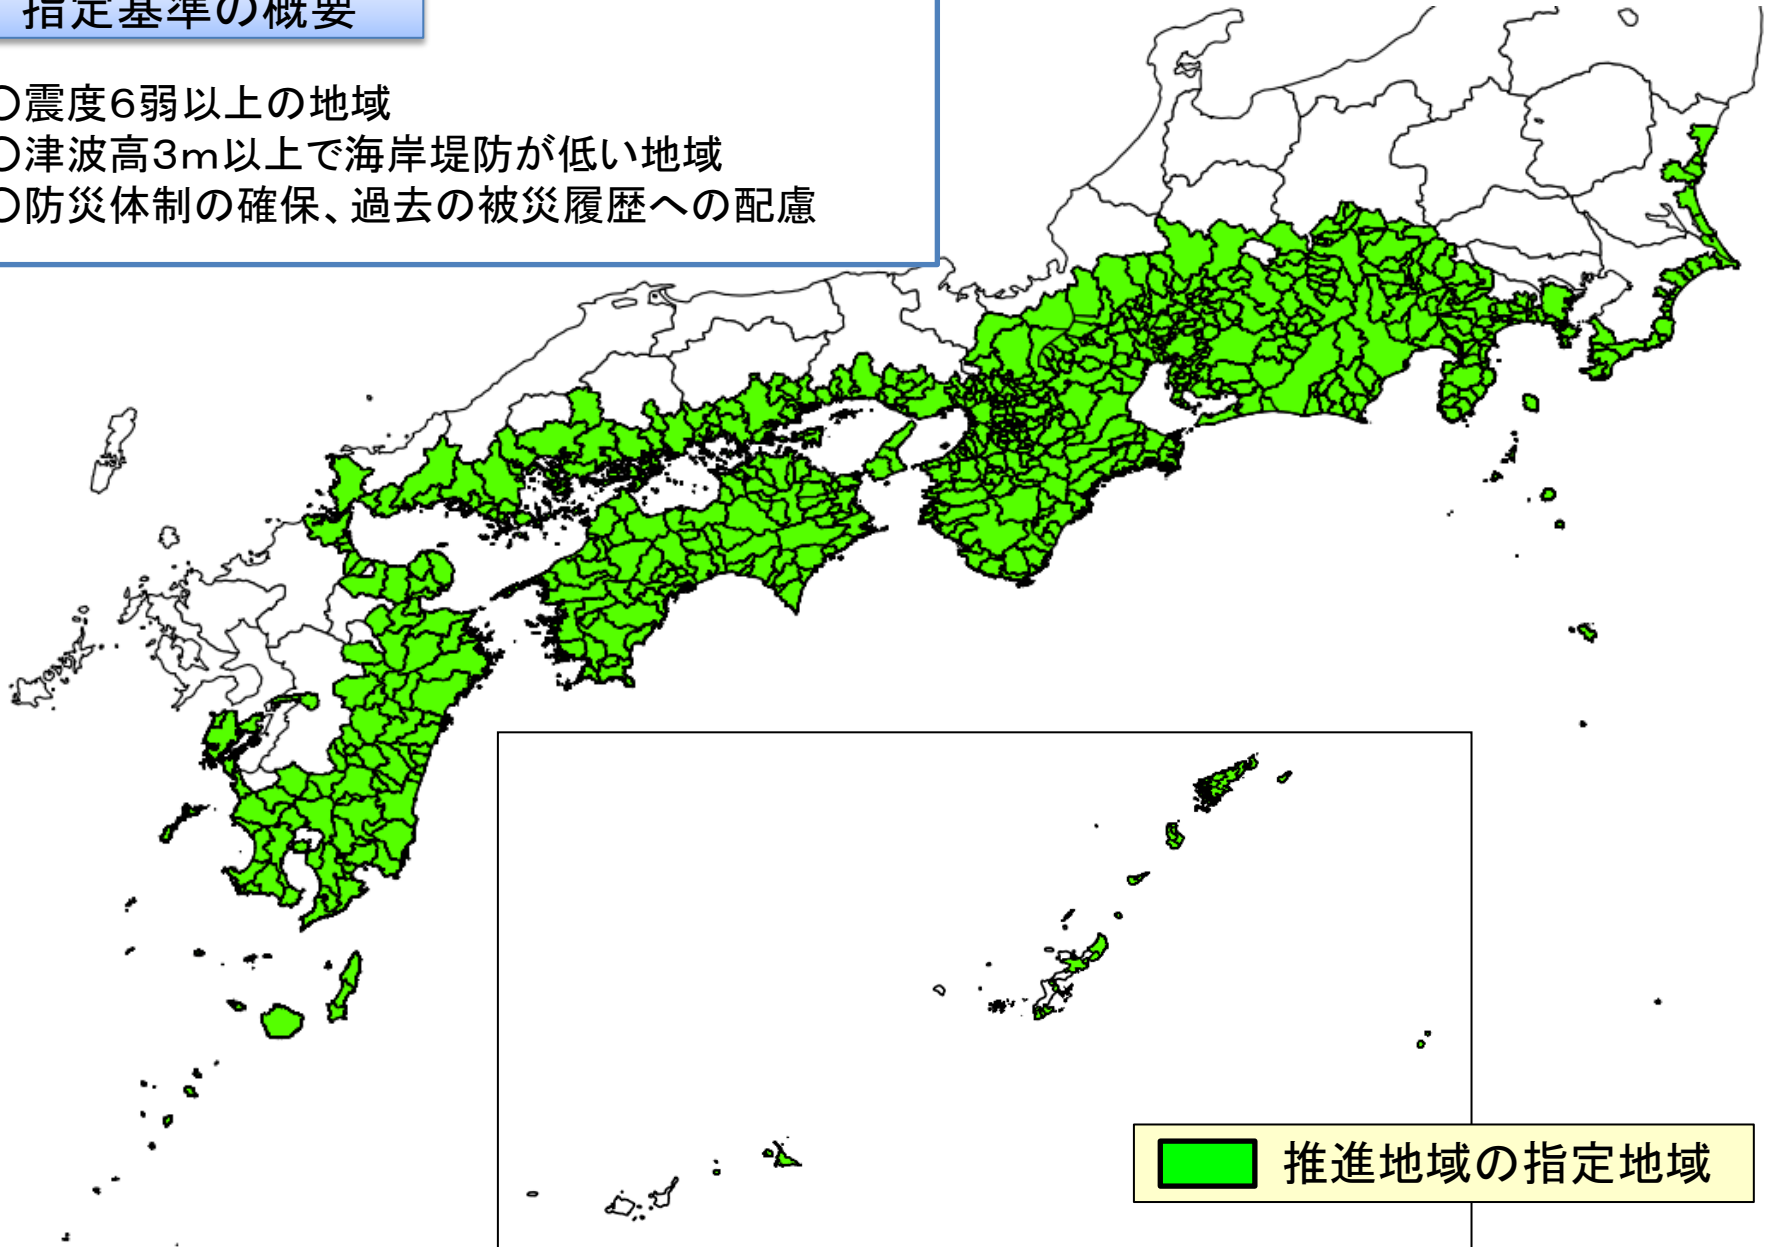 指定基準の概要
○震度6弱以上の地域
○津波高3m以上で海岸堤防が低い地域
○防災体制の確保、過去の被災履歴への配慮
推進地域の指定地域